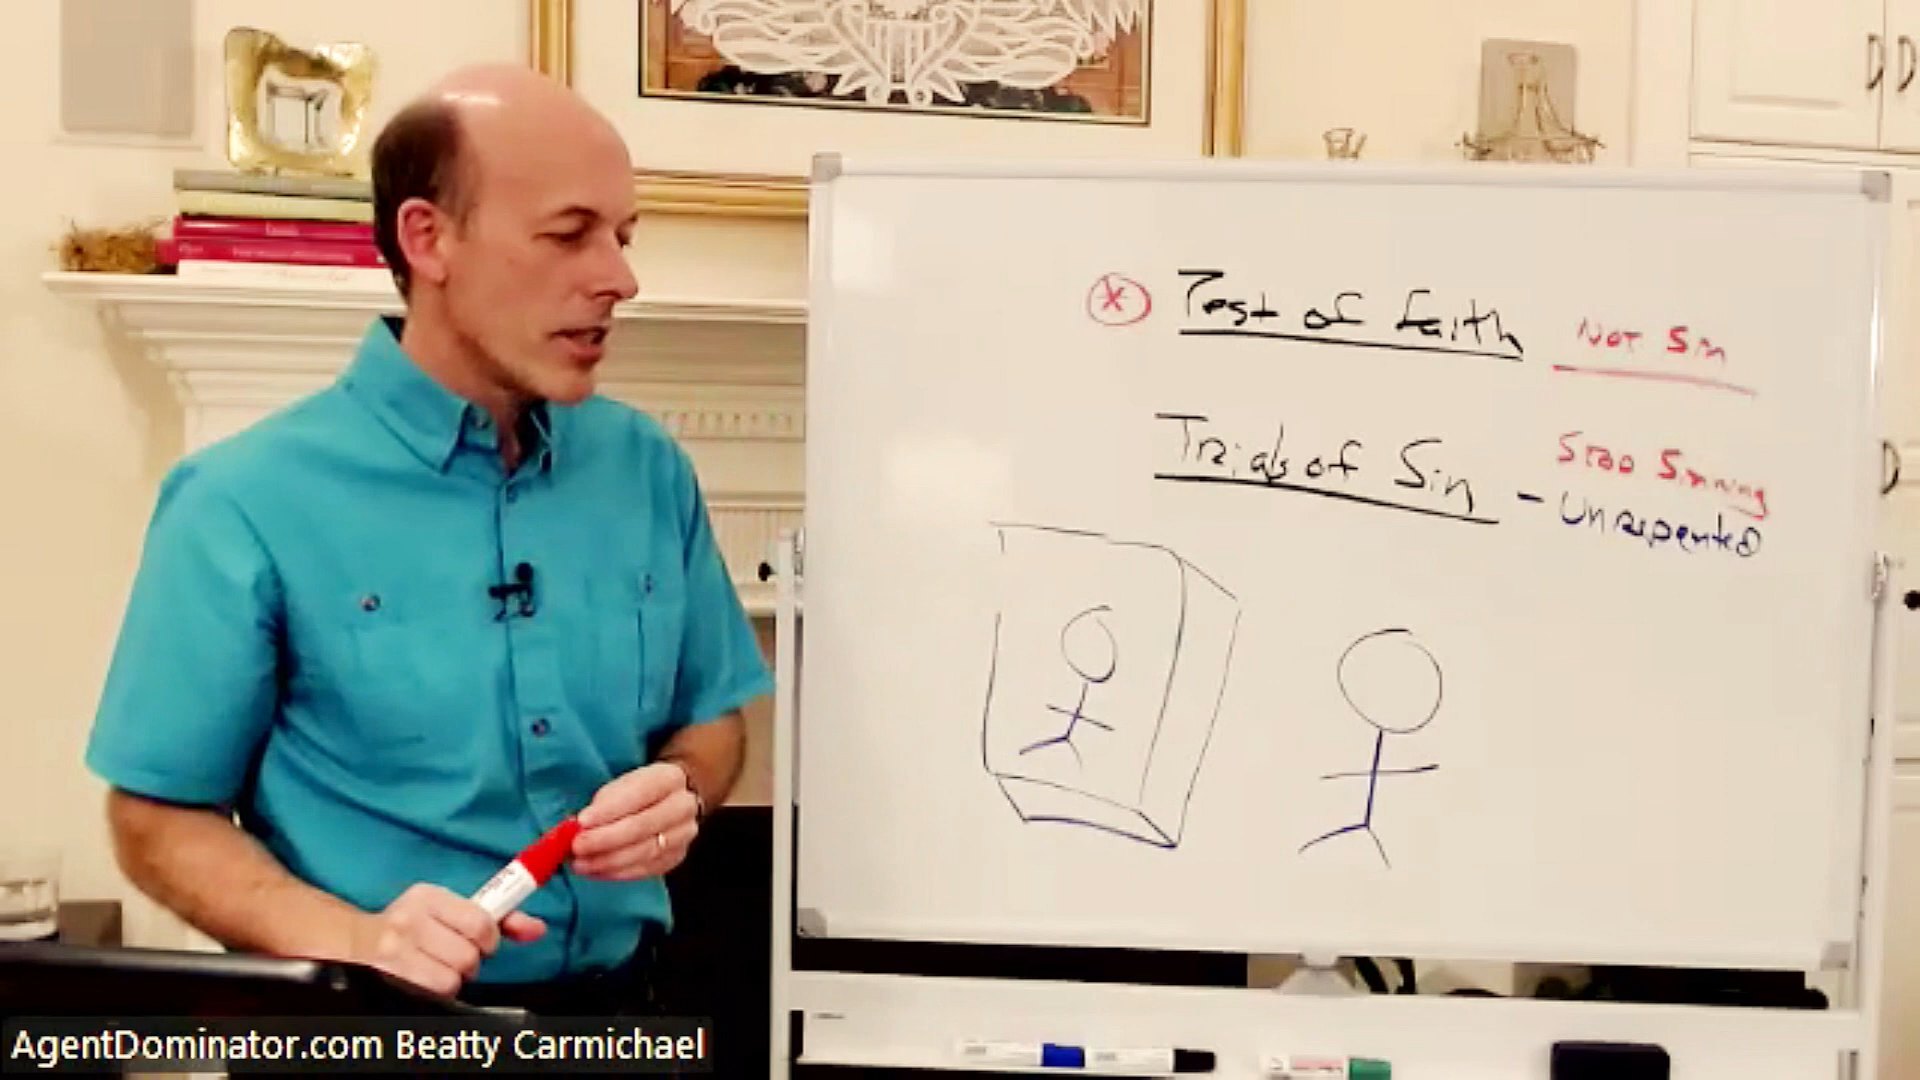 Test of Faith
Not Sin
Trials of Sin - Unrepented
Stop Sinning
AgentDominator.com Beatty Carmichael